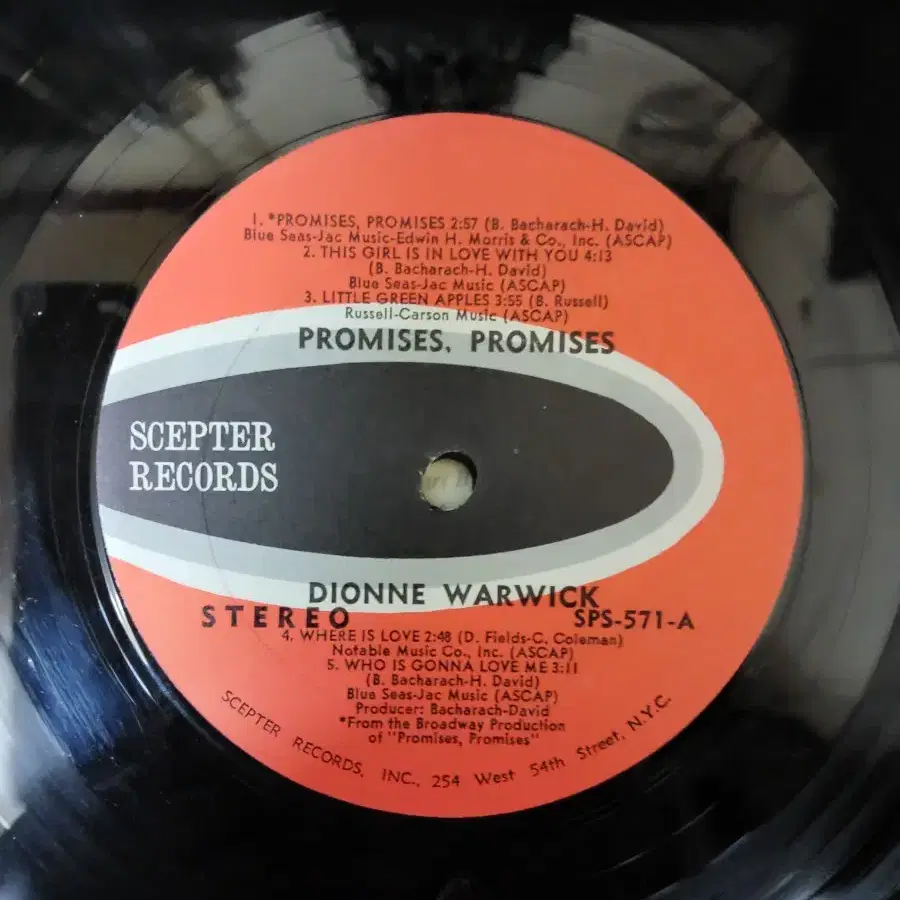 1. *PROMISES, PROMISES 2:57 (B. Bacharach-H. David)
Blue Seas-Jac Music-Edwin H. Morris & Co., Inc. (ASCAP)
2. THIS GIRL IS IN LOVE WITH YOU 4:13
(B. Bacharach-H. David)
Blue Seas-Jac Music (ASCAP)
3. LITTLE GREEN APPLES 3:55 (B. Russell)
Russell-Carson Music (ASCAP)
PROMISES, PROMISES
SCEPTER
RECORDS
DIONNE WARWICK
STEREO SPS-571-A
4. WHERE IS LOVE 2:48 (D. Fields-C. Coleman)
Notable Music Co., Inc. (ASCAP)
5. WHO IS GONNA LOVE ME 3:11
(B. Bacharach-H. David)
Blue Seas-Jac Music (ASCAP)
Producer: Bacharach-David
*From the Broadway Production
of "Promises, Promises"
SCEPTER RECORDS, INC., 254 West 54th Street, N.Y.C.